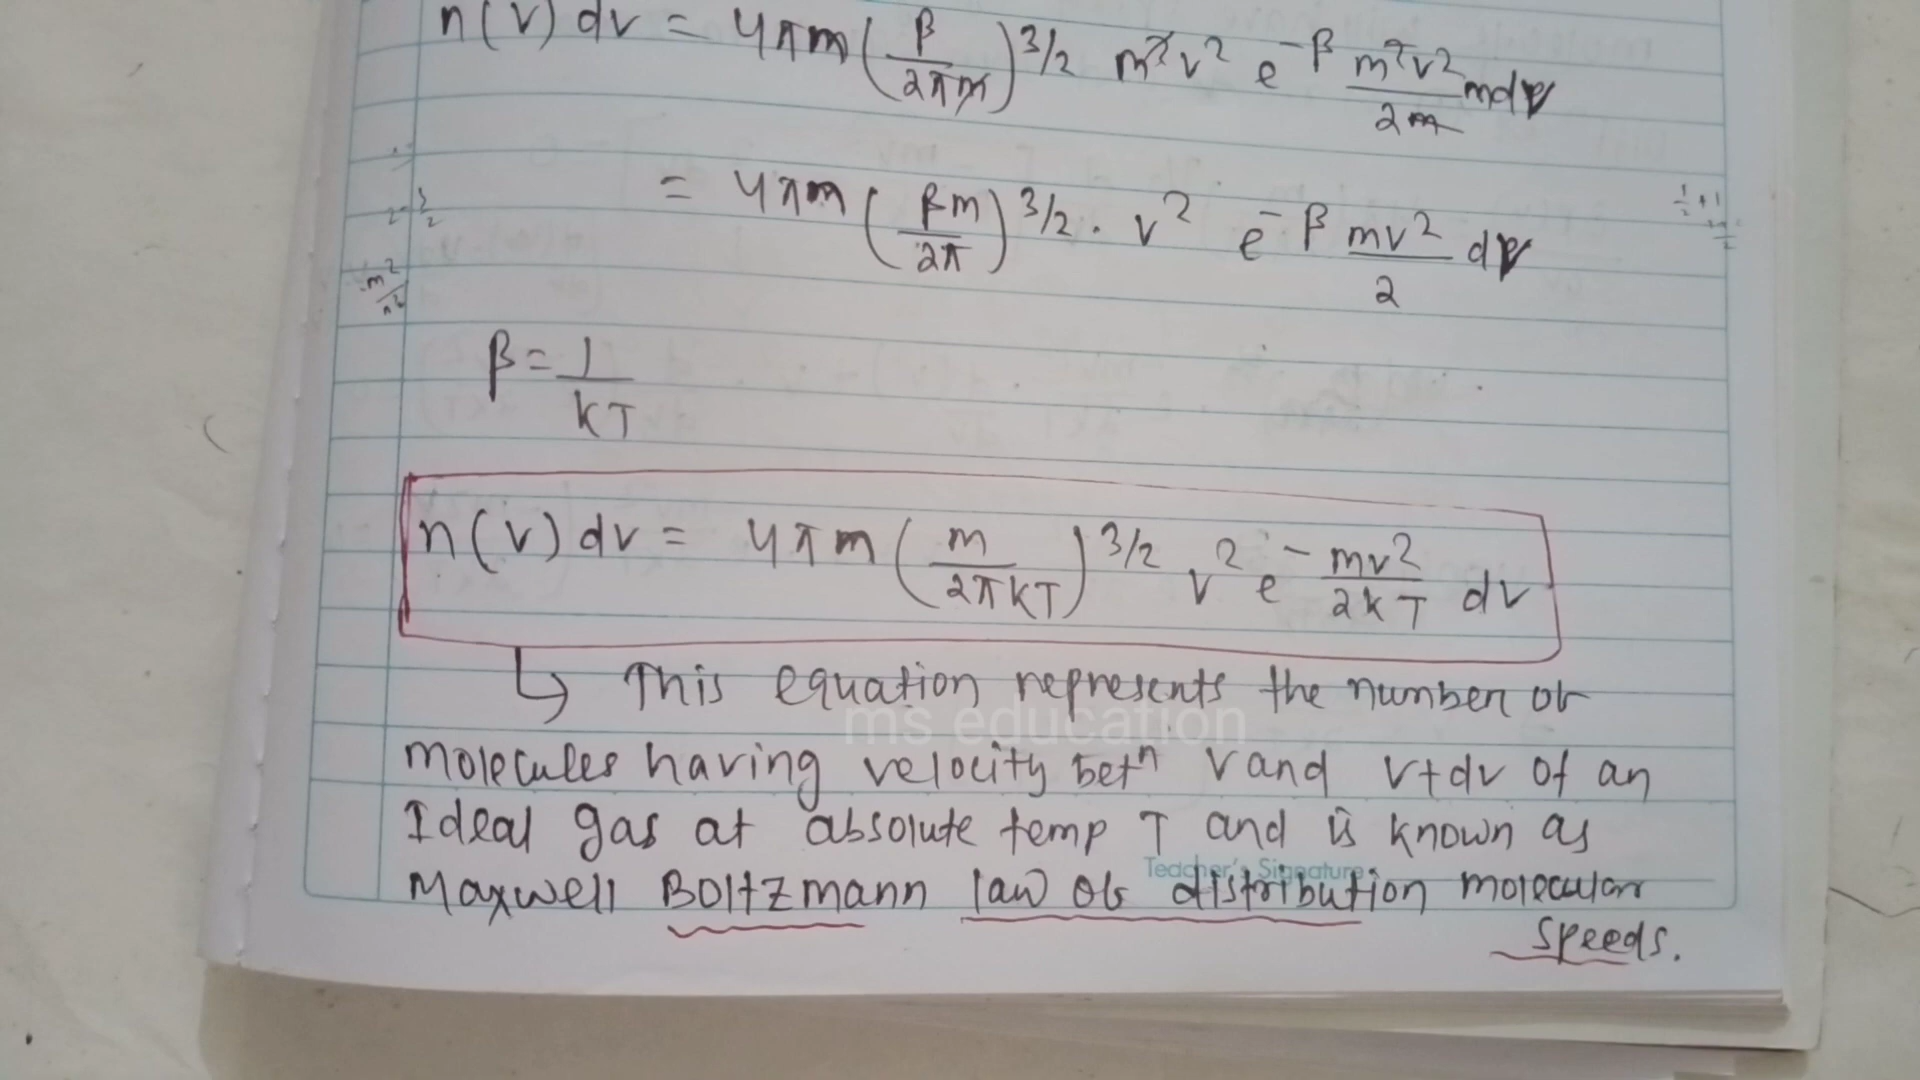 n(v) dv = 4πm (β/2πm)^3/2 m²v² e^-β m²v²/2m mdv
= 4πm (βm/2π)^3/2 . v² e^-β mv²/2 dv
m²/n²
β = 1/kT
n(v) dv = 4πm (m/2πkT)^3/2 v² e^-mv²/2kT dv
↳ This equation represents the number of
ms education
molecules having velocity betn v and v+dv of an
Ideal gas at absolute temp T and is known as
Teacher's Signature
Maxwell Boltzmann law of distribution molecular
speeds.